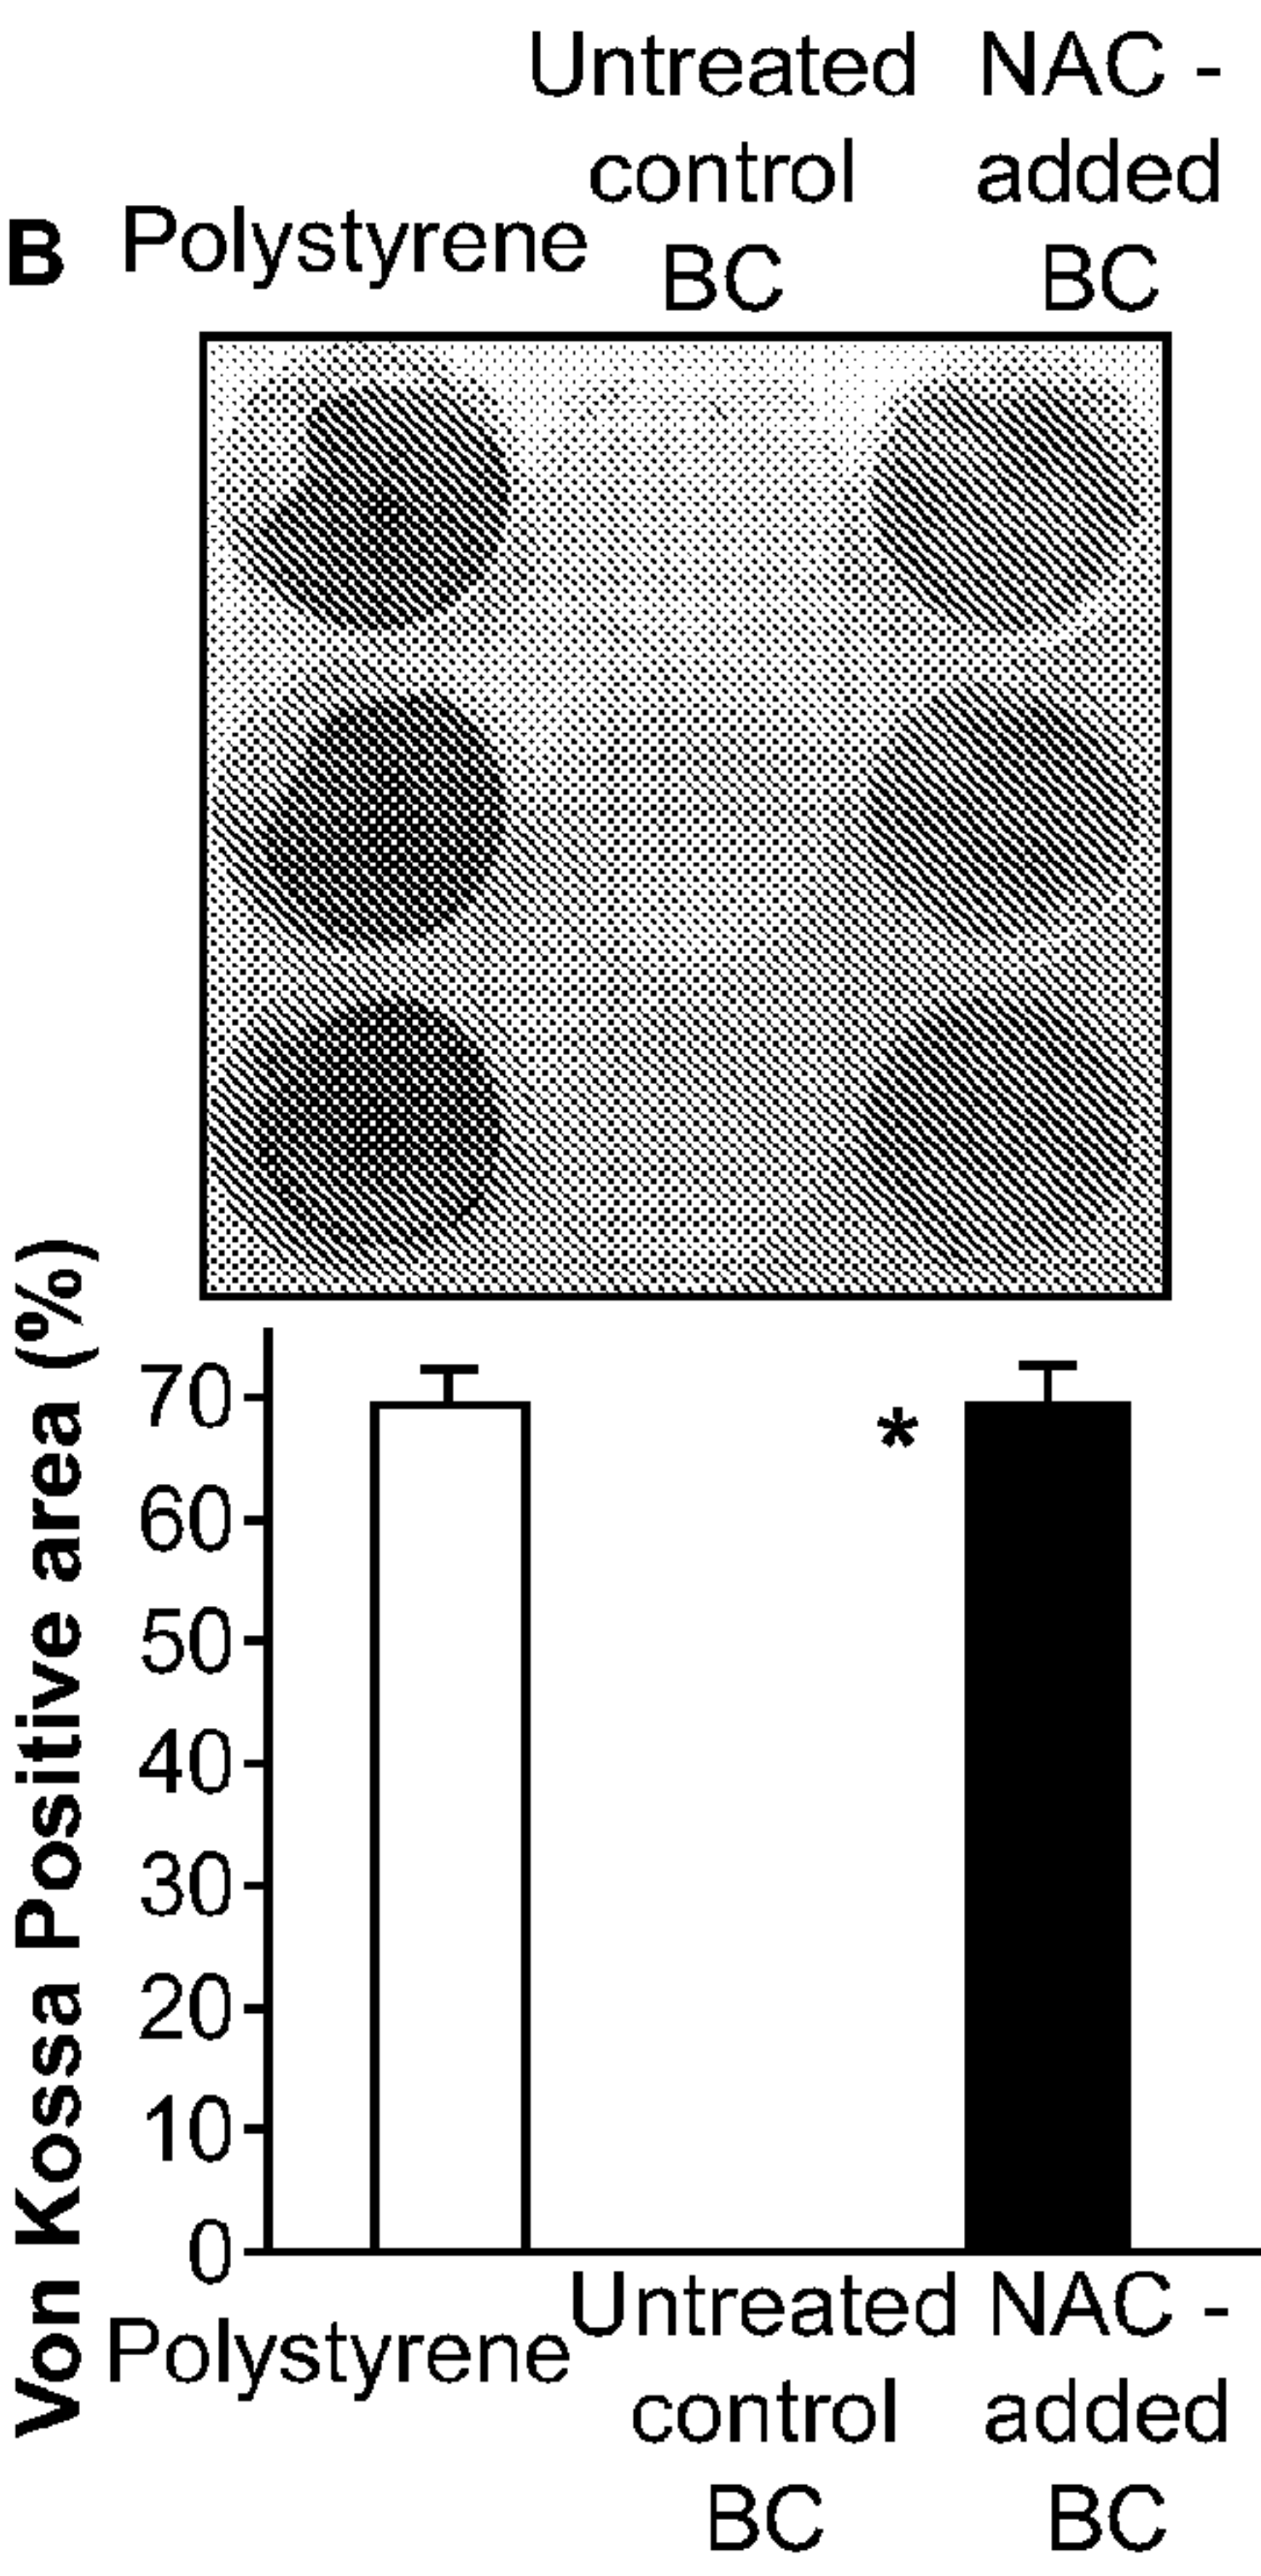 B
Polystyrene
Untreated
control
BC
NAC -
added
BC
Von Kossa Positive area (%)
70
60
50
40
30
20
10
0
*
Polystyrene
Untreated
control
BC
NAC -
added
BC